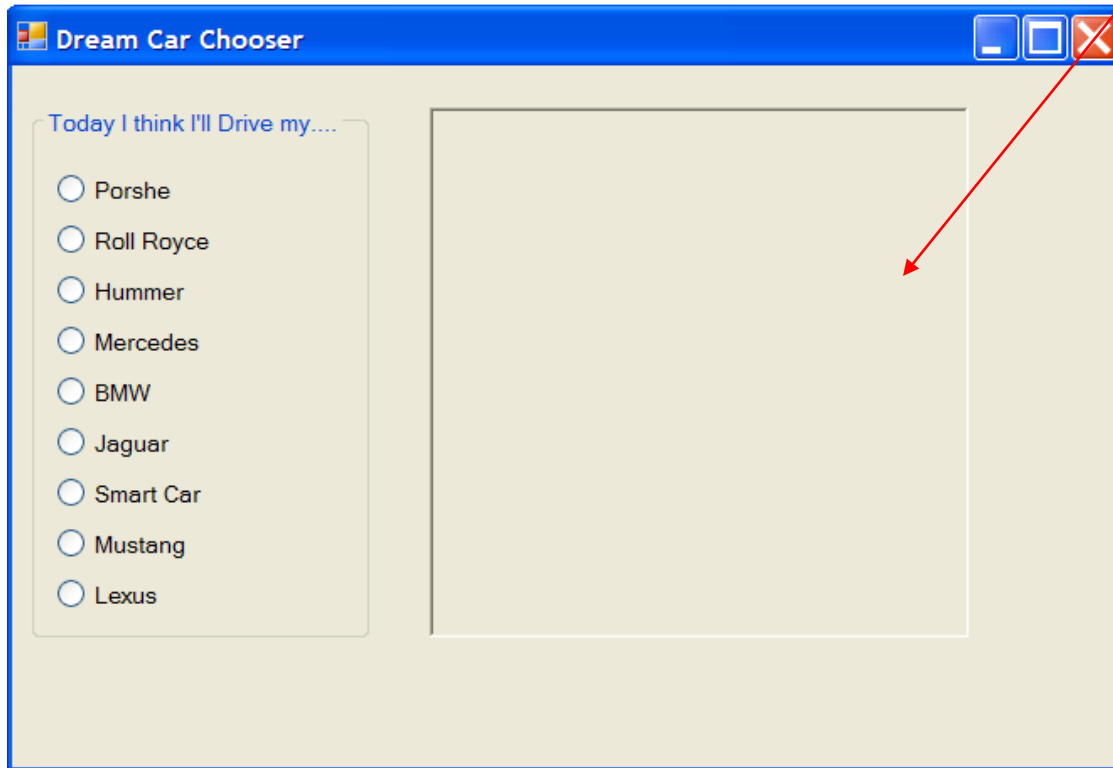 Dream Car Chooser
Today I think I'll Drive my....
Porshe
Roll Royce
Hummer
Mercedes
BMW
Jaguar
Smart Car
Mustang
Lexus